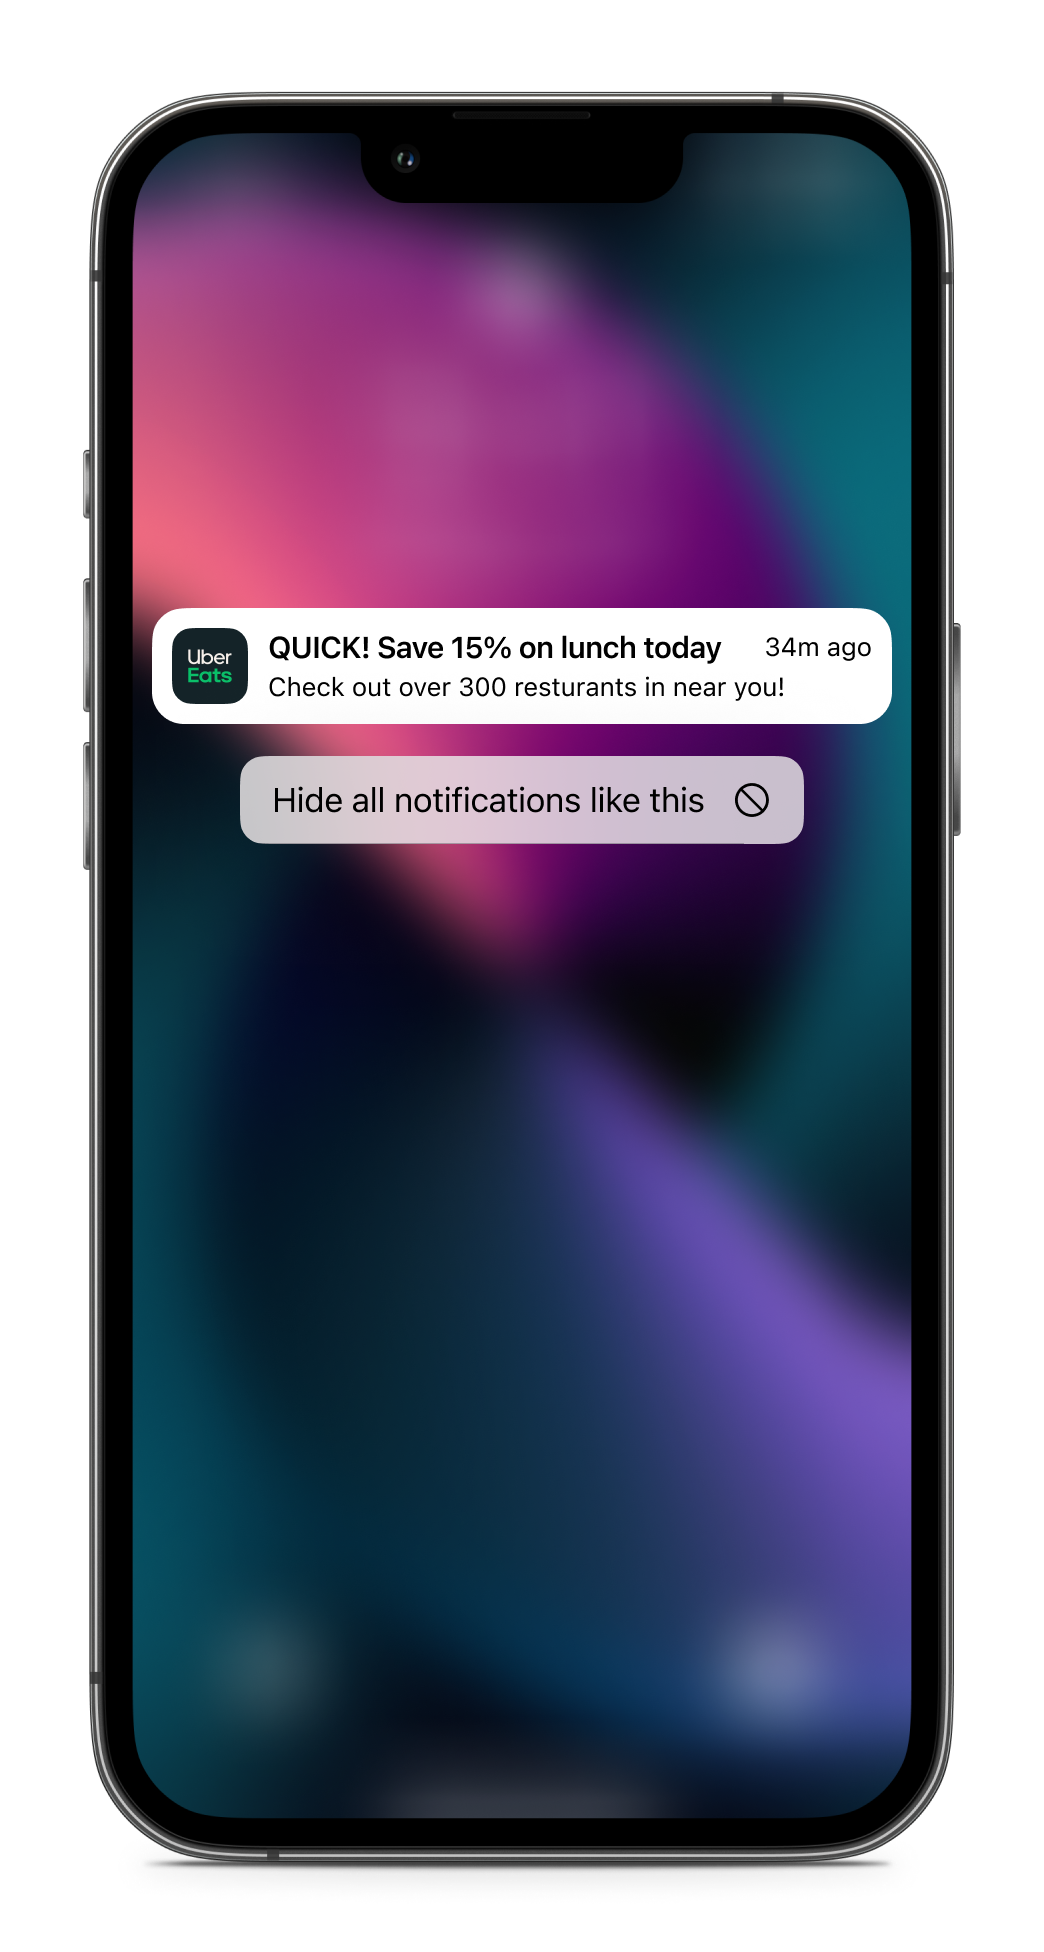 Uber
Eats
QUICK! Save 15% on lunch today
34m ago
Check out over 300 resturants in near you!
Hide all notifications like this